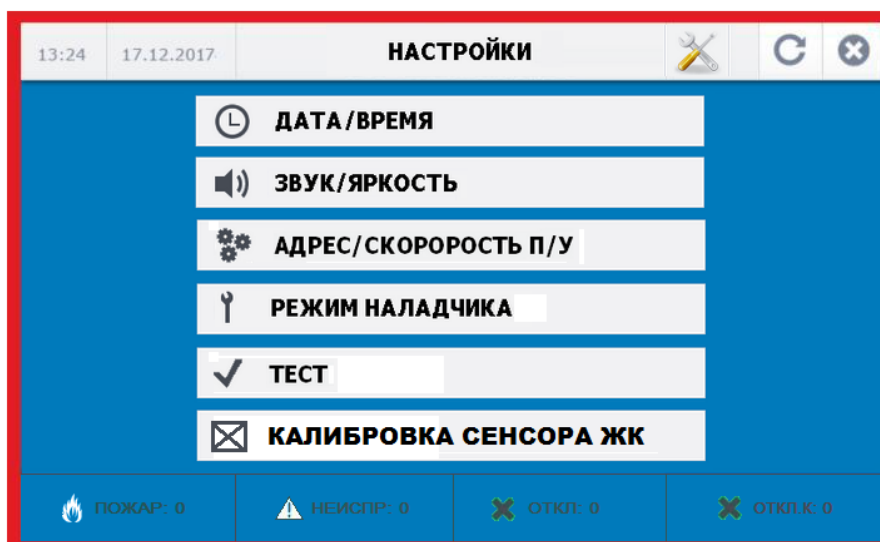 13:24 17.12.2017 НАСТРОЙКИ
ДАТА/ВРЕМЯ
ЗВУК/ЯРКОСТЬ
АДРЕС/СКОРОРОСТЬ П/У
РЕЖИМ НАЛАДЧИКА
ТЕСТ
КАЛИБРОВКА СЕНСОРА ЖК
ПОЖАР: 0 НЕИСПР: 0 ОТКЛ: 0 ОТКЛ.К: 0